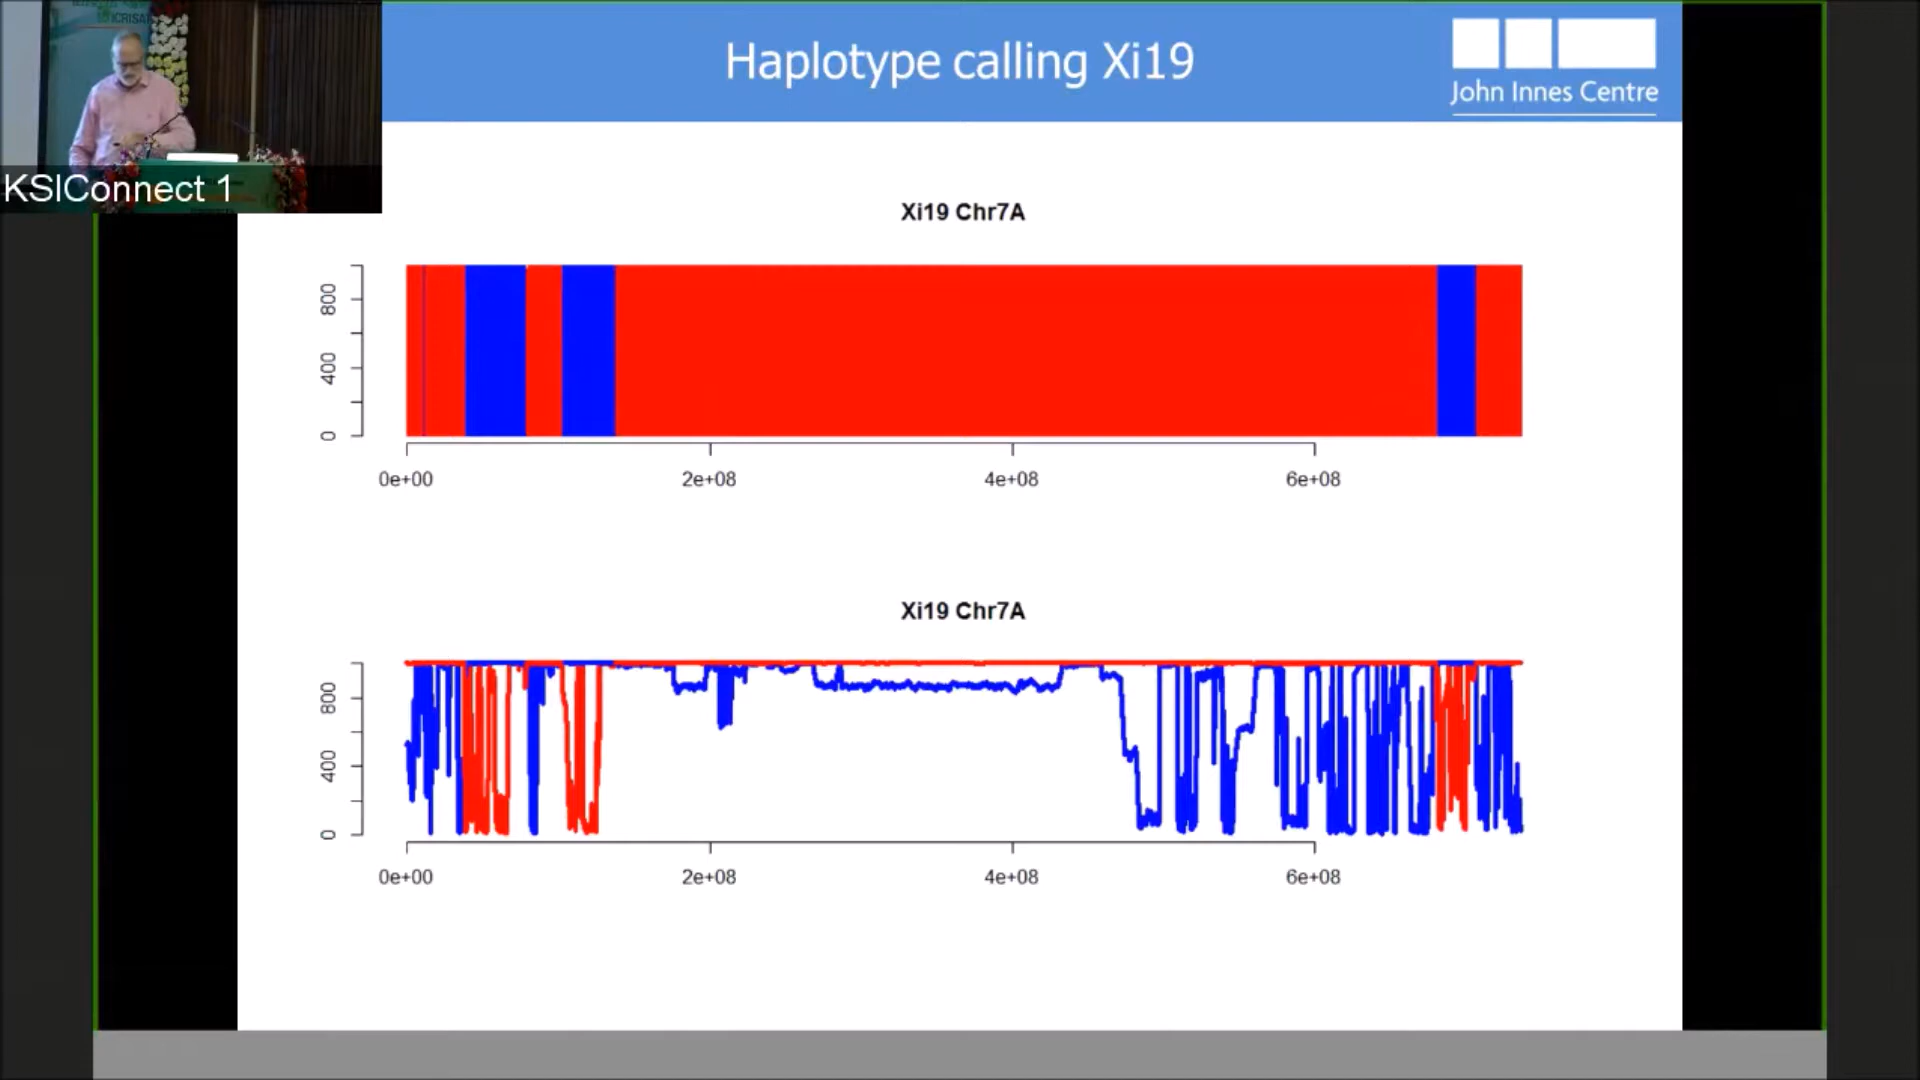 ICRISAT
KSIConnect 1
Haplotype calling Xi19
John Innes Centre
Xi19 Chr7A
800
400
0
0e+00 2e+08 4e+08 6e+08
Xi19 Chr7A
800
400
0
0e+00 2e+08 4e+08 6e+08